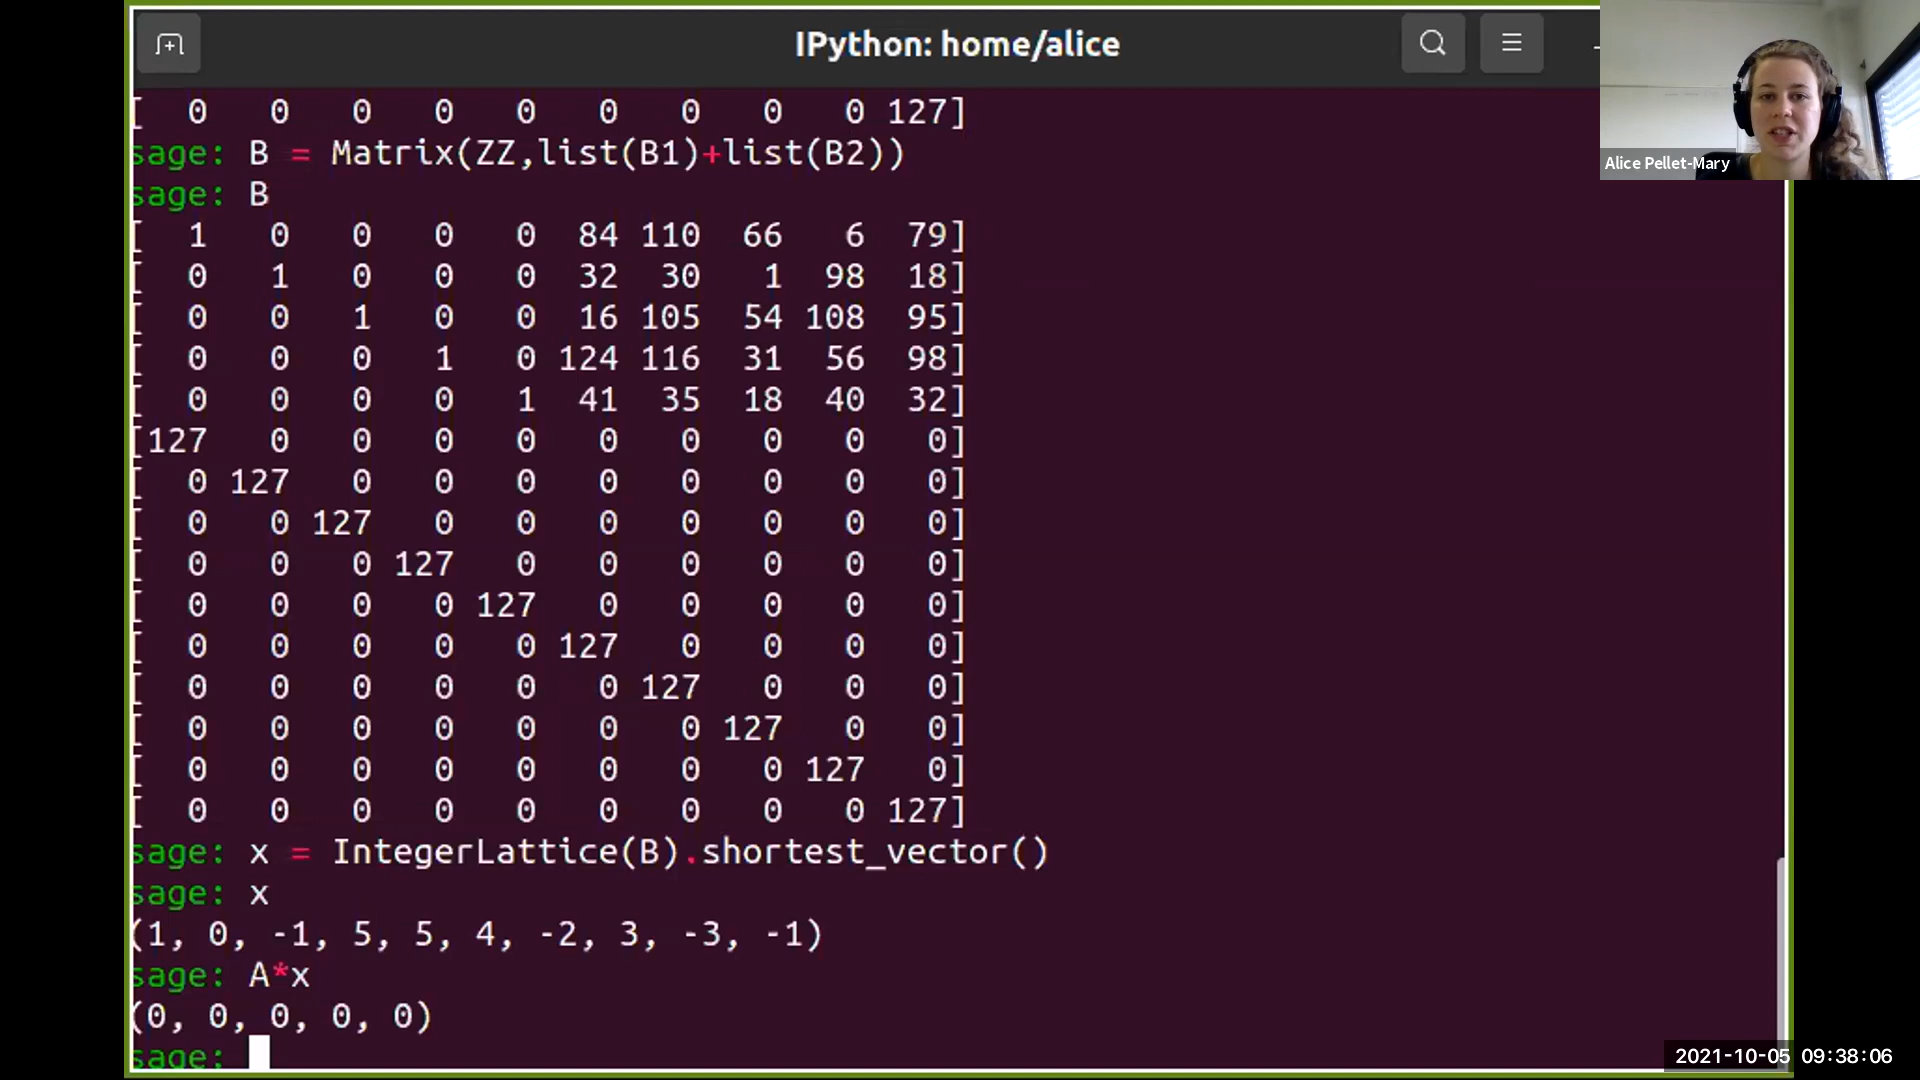 IPython: home/alice
Alice Pellet-Mary
[ 0 0 0 0 0 0 0 0 0 127]
sage: B = Matrix(ZZ,list(B1)+list(B2))
sage: B
[ 1 0 0 0 0 84 110 66 6 79]
[ 0 1 0 0 0 32 30 1 98 18]
[ 0 0 1 0 0 16 105 54 108 95]
[ 0 0 0 1 0 124 116 31 56 98]
[ 0 0 0 0 1 41 35 18 40 32]
[127 0 0 0 0 0 0 0 0 0]
[ 0 127 0 0 0 0 0 0 0 0]
[ 0 0 127 0 0 0 0 0 0 0]
[ 0 0 0 127 0 0 0 0 0 0]
[ 0 0 0 0 127 0 0 0 0 0]
[ 0 0 0 0 0 127 0 0 0 0]
[ 0 0 0 0 0 0 127 0 0 0]
[ 0 0 0 0 0 0 0 127 0 0]
[ 0 0 0 0 0 0 0 0 127 0]
[ 0 0 0 0 0 0 0 0 0 127]
sage: x = IntegerLattice(B).shortest_vector()
sage: x
(1, 0, -1, 5, 5, 4, -2, 3, -3, -1)
sage: A*x
(0, 0, 0, 0, 0)
sage:
2021-10-05 09:38:06